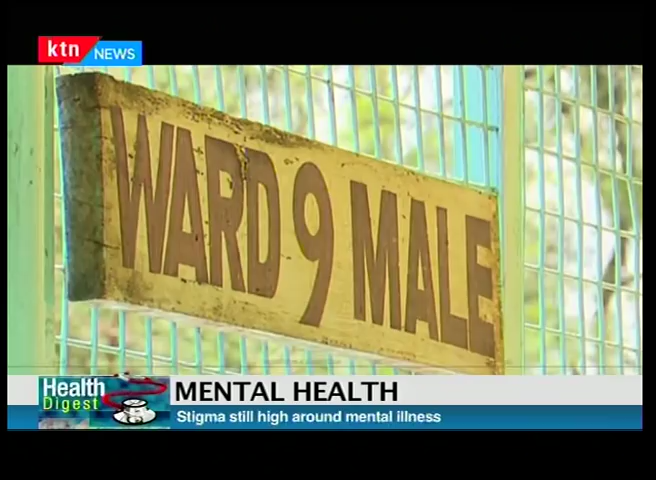 ktn NEWS
WARD 9 MALE
Health
Digest
MENTAL HEALTH
Stigma still high around mental illness